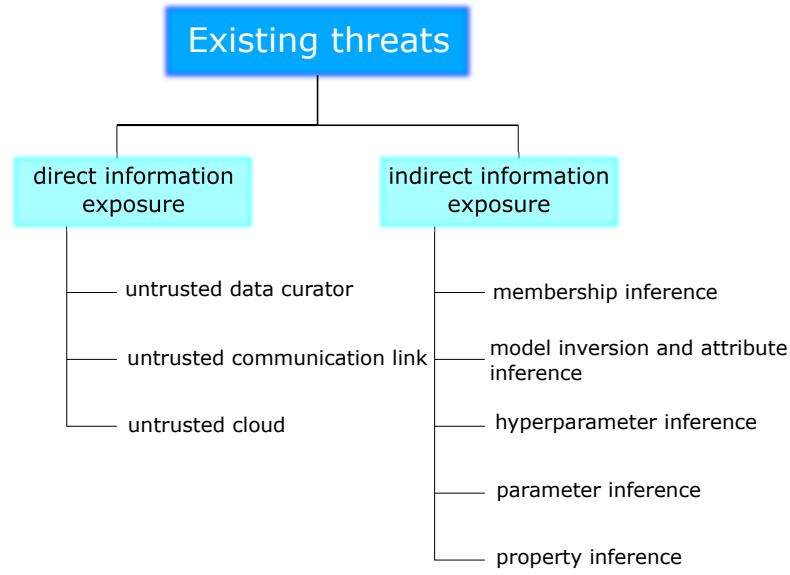 Existing threats
direct information
exposure
indirect information
exposure
untrusted data curator
untrusted communication link
untrusted cloud
membership inference
model inversion and attribute
inference
hyperparameter inference
parameter inference
property inference